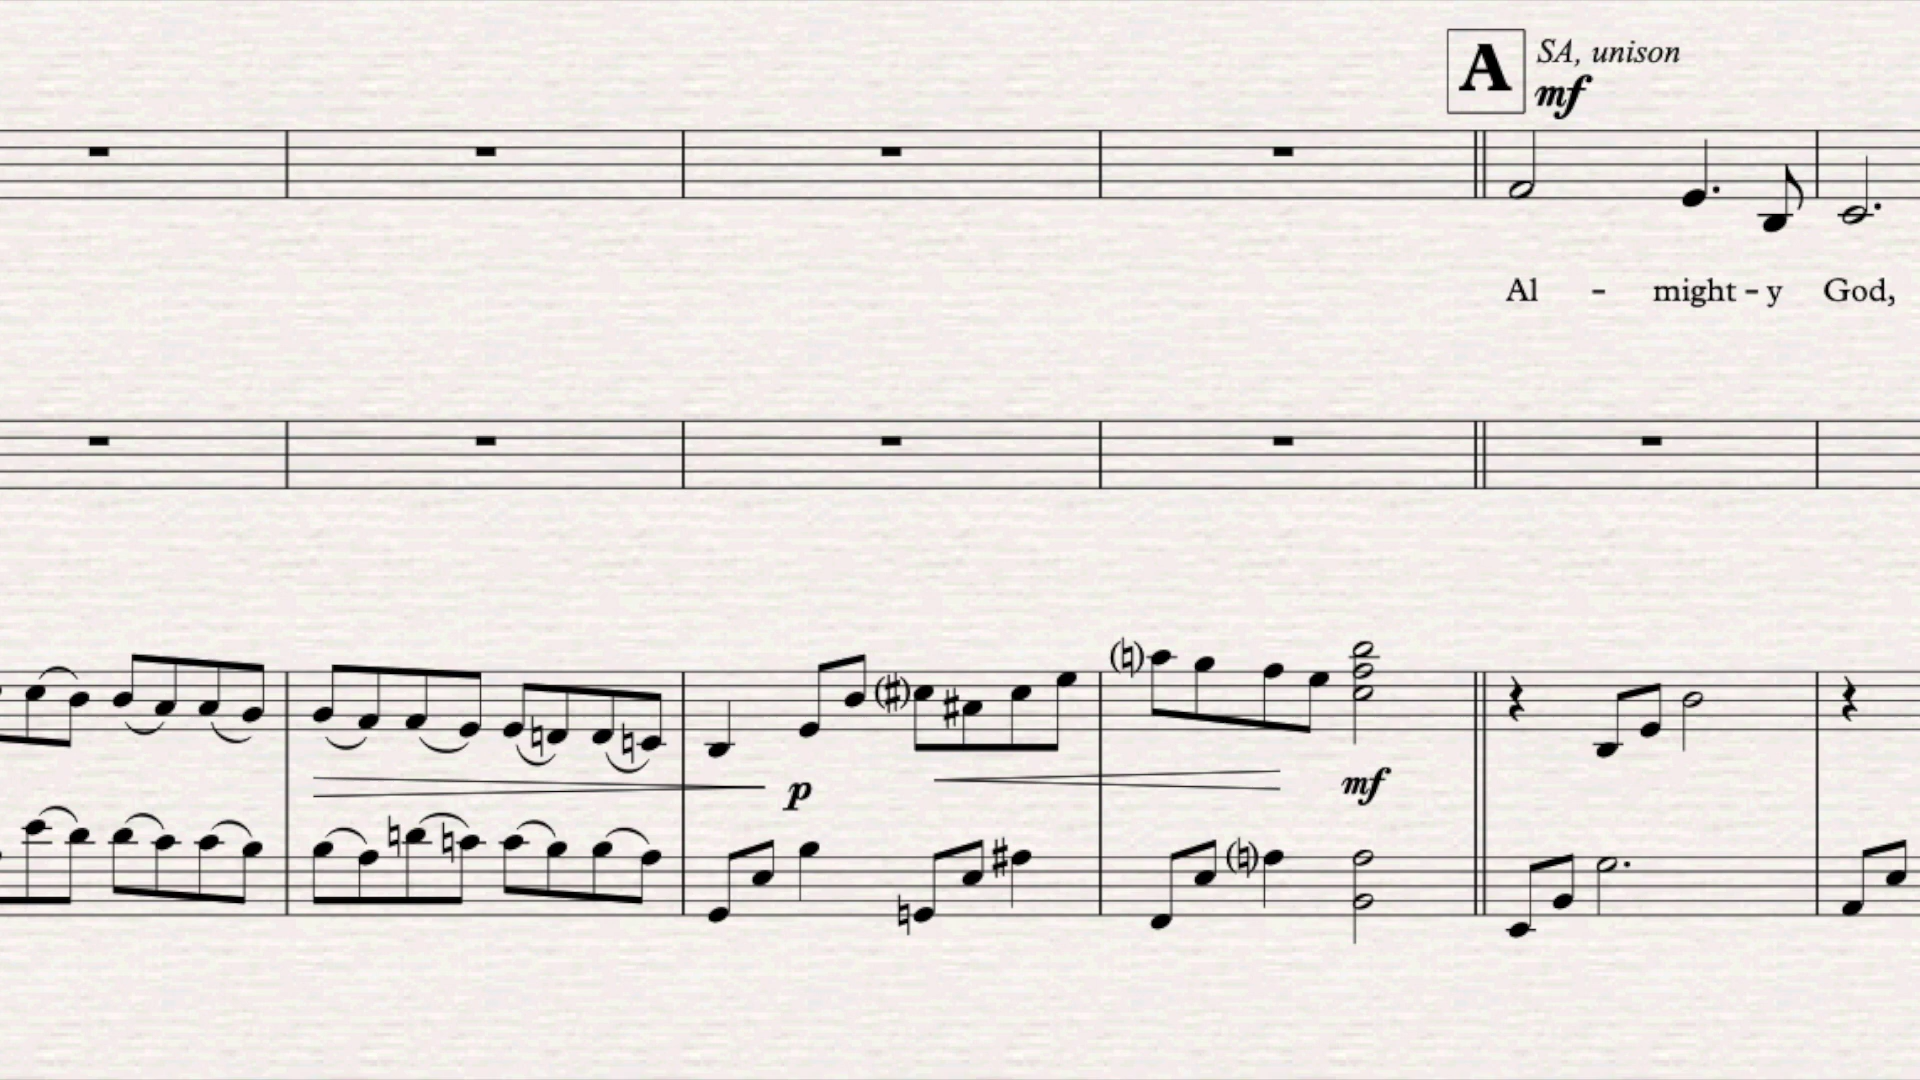 A
SA, unison
mf
Al - might - y God,
p
mf